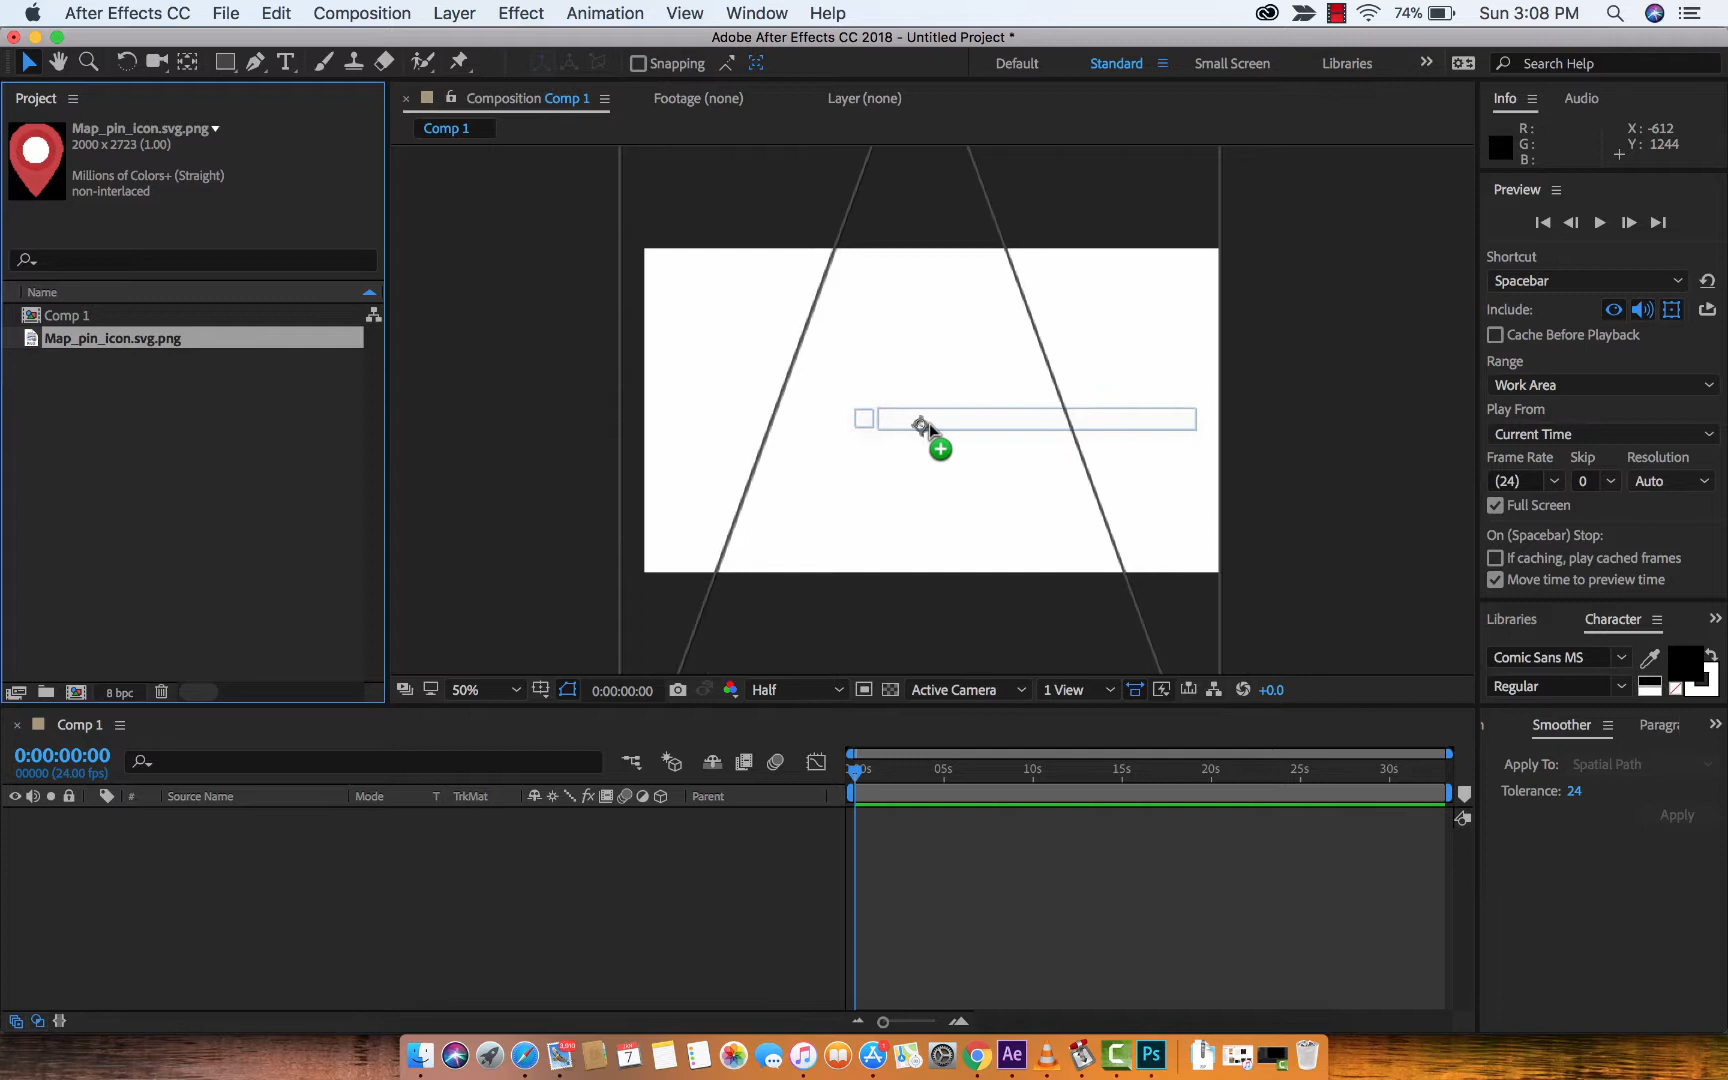 After Effects CC File Edit Composition Layer Effect Animation View Window Help 74% Sun 3:08 PM
Adobe After Effects CC 2018 - Untitled Project *
Snapping Default Standard Small Screen Libraries Search Help
Project
Map_pin_icon.svg.png
2000 x 2723 (1.00)
Millions of Colors+ (Straight)
non-interlaced
Name
Comp 1
Map_pin_icon.svg.png
8 bpc
Composition Comp 1 Footage (none) Layer (none)
Comp 1
50% 0:00:00:00 Half Active Camera 1 View +0.0
Info Audio
R: X: -612
G: Y: 1244
B:
Preview
Shortcut
Spacebar
Include:
Cache Before Playback
Range
Work Area
Play From
Current Time
Frame Rate Skip Resolution
(24) 0 Auto
Full Screen
On (Spacebar) Stop:
If caching, play cached frames
Move time to preview time
Libraries Character
Comic Sans MS
Regular
Comp 1
0:00:00:00
00000 (24.00 fps)
# Source Name Mode T TrkMat Parent
05s 10s 15s 20s 25s 30s
Smoother
Apply To: Spatial Path
Tolerance: 24
Apply
JAN
7
3,910
Ae
Ps